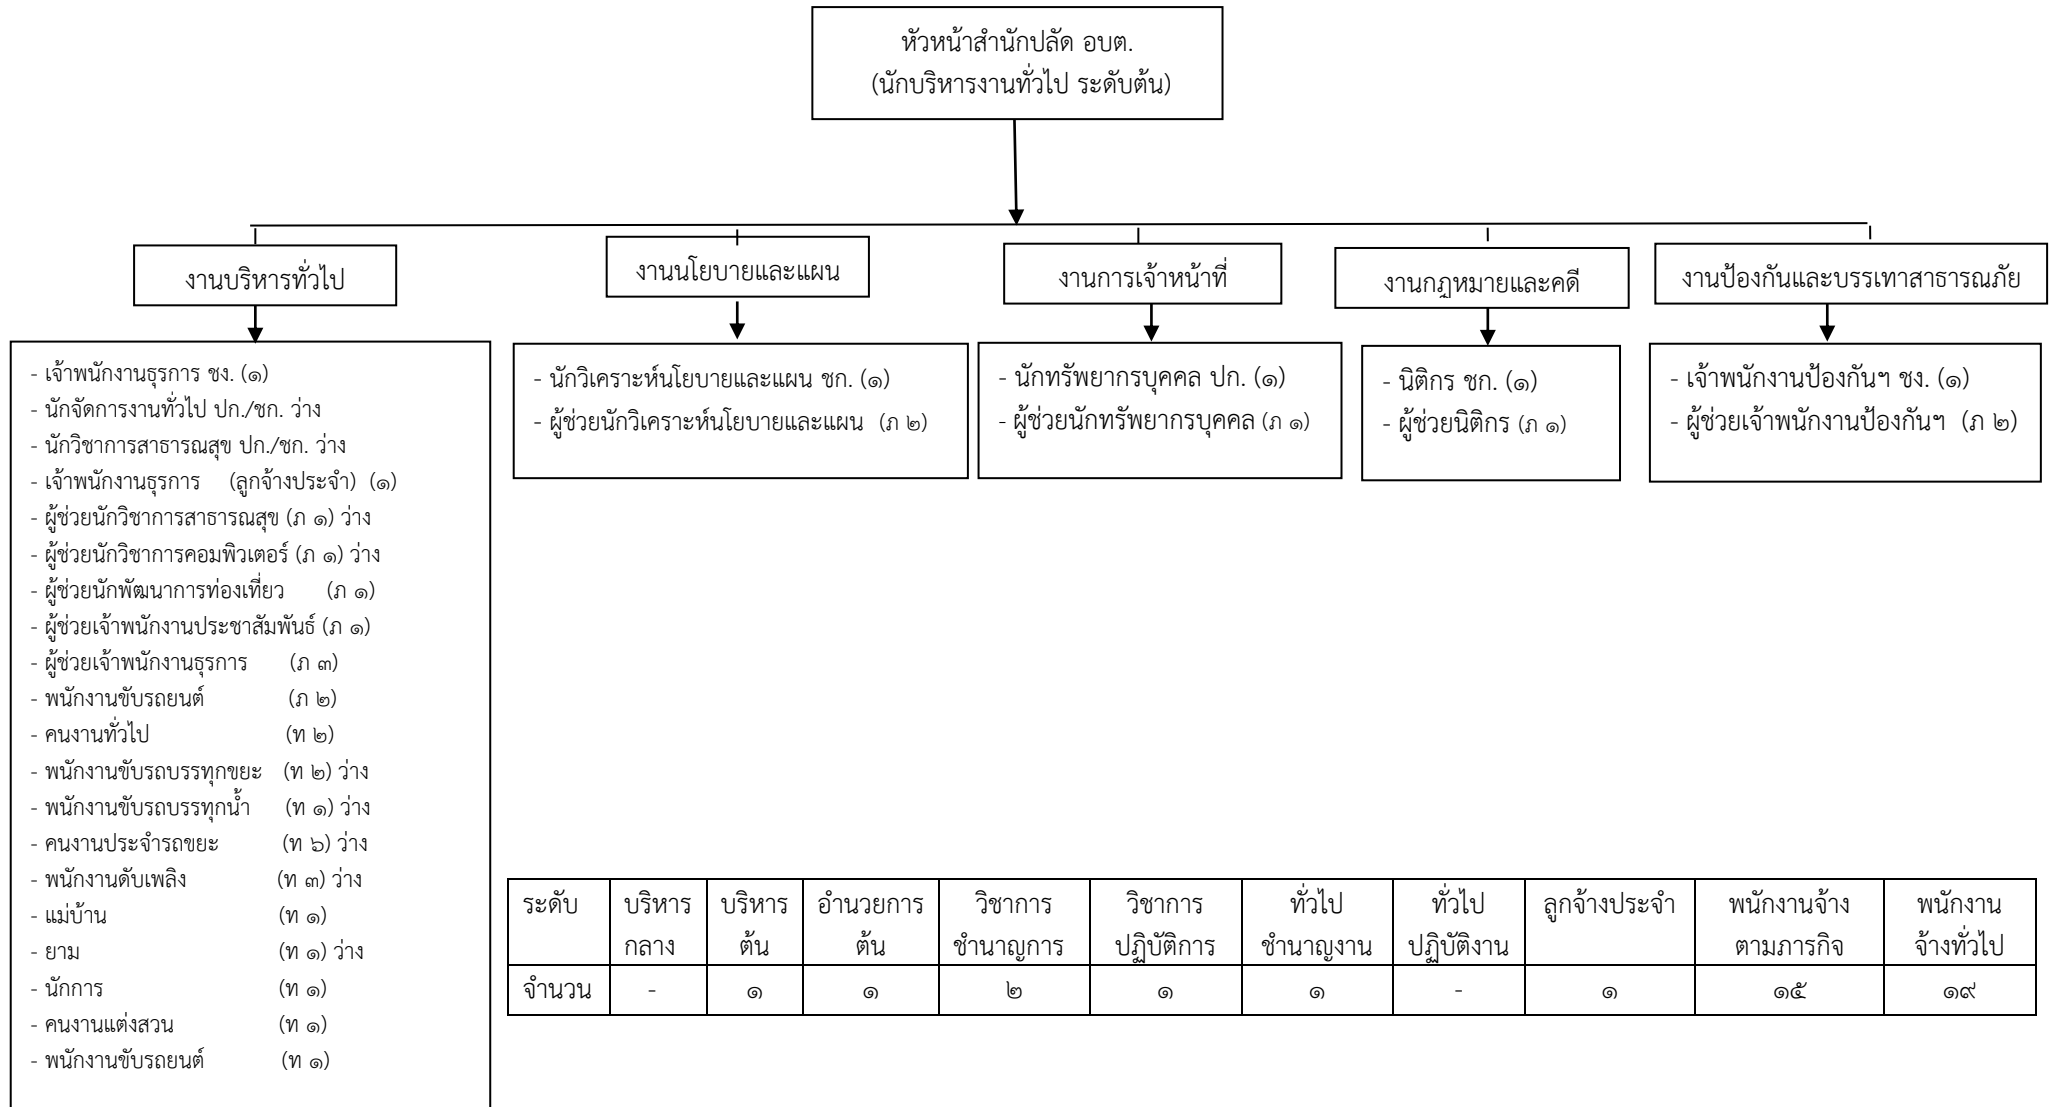 หัวหน้าสำนักปลัด อบต.
(นักบริหารงานทั่วไป ระดับต้น)
งานบริหารทั่วไป
- เจ้าพนักงานธุรการ ชง. (๑)
- นักจัดการงานทั่วไป ปก./ชก. ว่าง
- นักวิชาการสาธารณสุข ปก./ชก. ว่าง
- เจ้าพนักงานธุรการ (ลูกจ้างประจำ) (๑)
- ผู้ช่วยนักวิชาการสาธารณสุข (ภ ๑) ว่าง
- ผู้ช่วยนักวิชาการคอมพิวเตอร์ (ภ ๑) ว่าง
- ผู้ช่วยนักพัฒนาการท่องเที่ยว (ภ ๑)
- ผู้ช่วยเจ้าพนักงานประชาสัมพันธ์ (ภ ๑)
- ผู้ช่วยเจ้าพนักงานธุรการ (ภ ๓)
- พนักงานขับรถยนต์ (ภ ๒)
- คนงานทั่วไป (ท ๒)
- พนักงานขับรถบรรทุกขยะ (ท ๒) ว่าง
- พนักงานขับรถบรรทุกน้ำ (ท ๑) ว่าง
- คนงานประจำรถขยะ (ท ๖) ว่าง
- พนักงานดับเพลิง (ท ๓) ว่าง
- แม่บ้าน (ท ๑)
- ยาม (ท ๑) ว่าง
- นักการ (ท ๑)
- คนงานแต่งสวน (ท ๑)
- พนักงานขับรถยนต์ (ท ๑)
งานนโยบายและแผน
- นักวิเคราะห์นโยบายและแผน ชก. (๑)
- ผู้ช่วยนักวิเคราะห์นโยบายและแผน (ภ ๒)
งานการเจ้าหน้าที่
- นักทรัพยากรบุคคล ปก. (๑)
- ผู้ช่วยนักทรัพยากรบุคคล (ภ ๑)
งานกฎหมายและคดี
- นิติกร ชก. (๑)
- ผู้ช่วยนิติกร (ภ ๑)
งานป้องกันและบรรเทาสาธารณภัย
- เจ้าพนักงานป้องกันฯ ชง. (๑)
- ผู้ช่วยเจ้าพนักงานป้องกันฯ (ภ ๒)
ระดับ บริหาร บริหาร อำนวยการ วิชาการ วิชาการ ทั่วไป ทั่วไป ลูกจ้างประจำ พนักงานจ้าง พนักงาน
กลาง ต้น ต้น ชำนาญการ ปฏิบัติการ ชำนาญงาน ปฏิบัติงาน ตามภารกิจ จ้างทั่วไป
จำนวน - ๑ ๑ ๒ ๑ ๑ - ๑ ๑๕ ๑๙